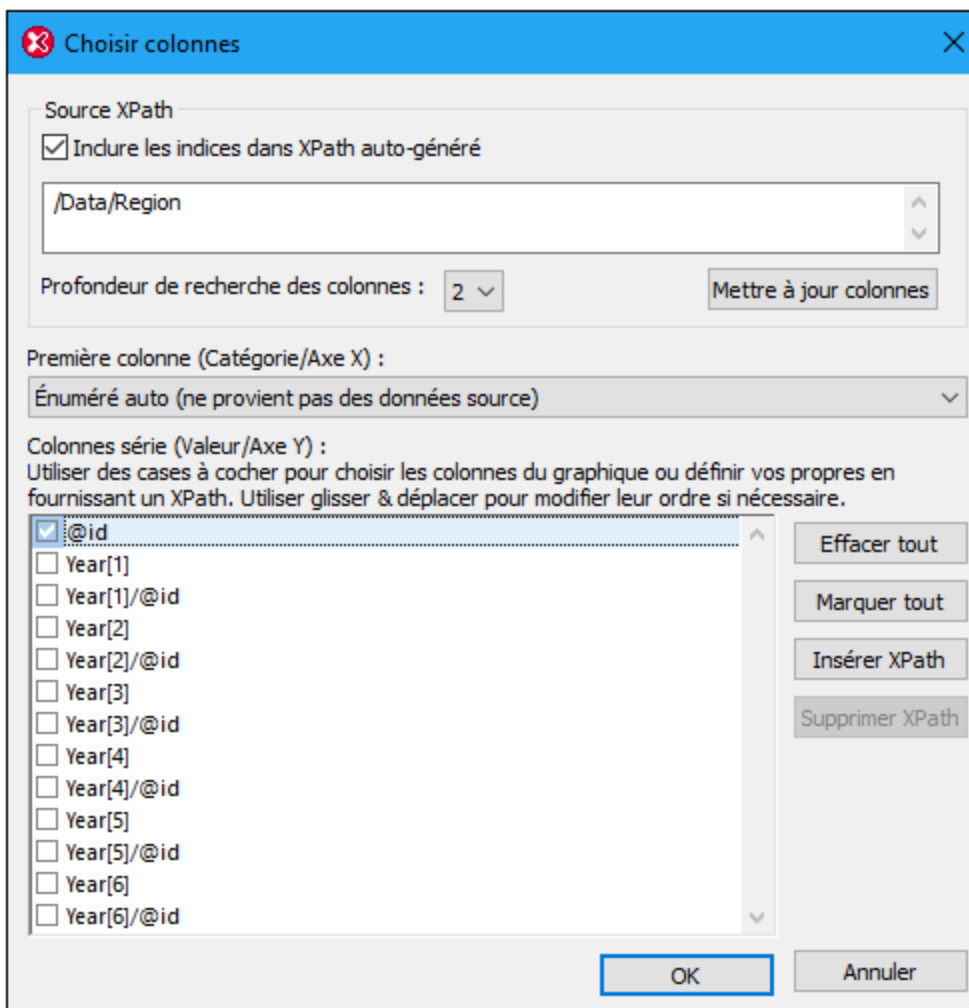 Choisir colonnes
Source XPath
Inclure les indices dans XPath auto-généré
/Data/Region
Profondeur de recherche des colonnes :
2
Mettre à jour colonnes
Première colonne (Catégorie/Axe X) :
Énuméré auto (ne provient pas des données source)
Colonnes série (Valeur/Axe Y) :
Utiliser des cases à cocher pour choisir les colonnes du graphique ou définir vos propres en
fournissant un XPath. Utiliser glisser & déplacer pour modifier leur ordre si nécessaire.
@id
Year[1]
Year[1]/@id
Year[2]
Year[2]/@id
Year[3]
Year[3]/@id
Year[4]
Year[4]/@id
Year[5]
Year[5]/@id
Year[6]
Year[6]/@id
Effacer tout
Marquer tout
Insérer XPath
Supprimer XPath
OK
Annuler